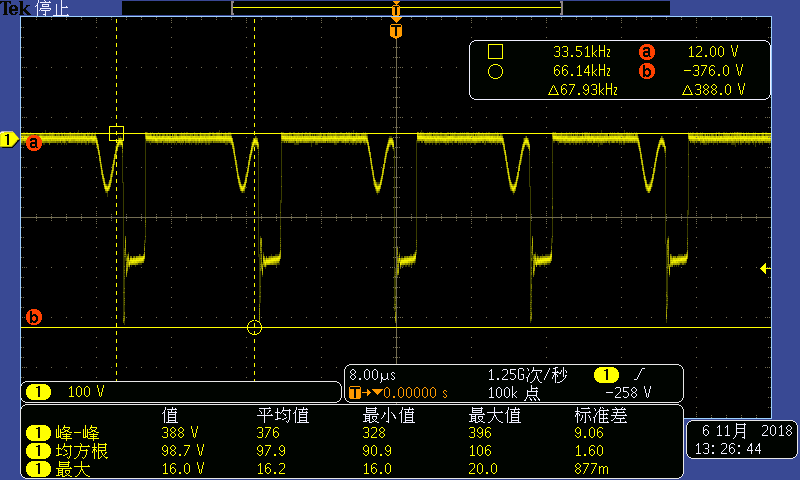 Tek 停止
T
T
33.51kHz a 12.00 V
66.14kHz b -376.0 V
△67.93kHz △388.0 V
1
a
b
1 100 V
8.00µs 1.25G次/秒 1
T→▼0.00000 s 100k 点 -258 V
值 平均值 最小值 最大值 标准差
1 峰-峰 388 V 376 328 396 9.06
1 均方根 98.7 V 97.9 90.9 106 1.60
1 最大 16.0 V 16.2 16.0 20.0 877m
6 11月 2018
13:26:44